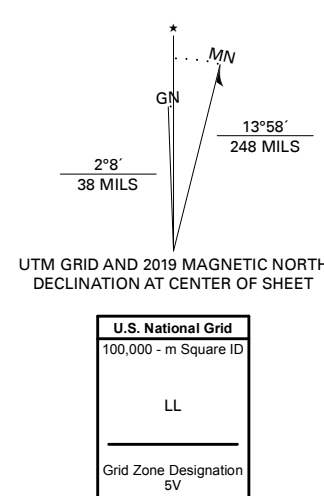 ★
MN
GN
13°58´
248 MILS
2°8´
38 MILS
UTM GRID AND 2019 MAGNETIC NORTH
DECLINATION AT CENTER OF SHEET
U.S. National Grid
100,000 - m Square ID
LL
Grid Zone Designation
5V